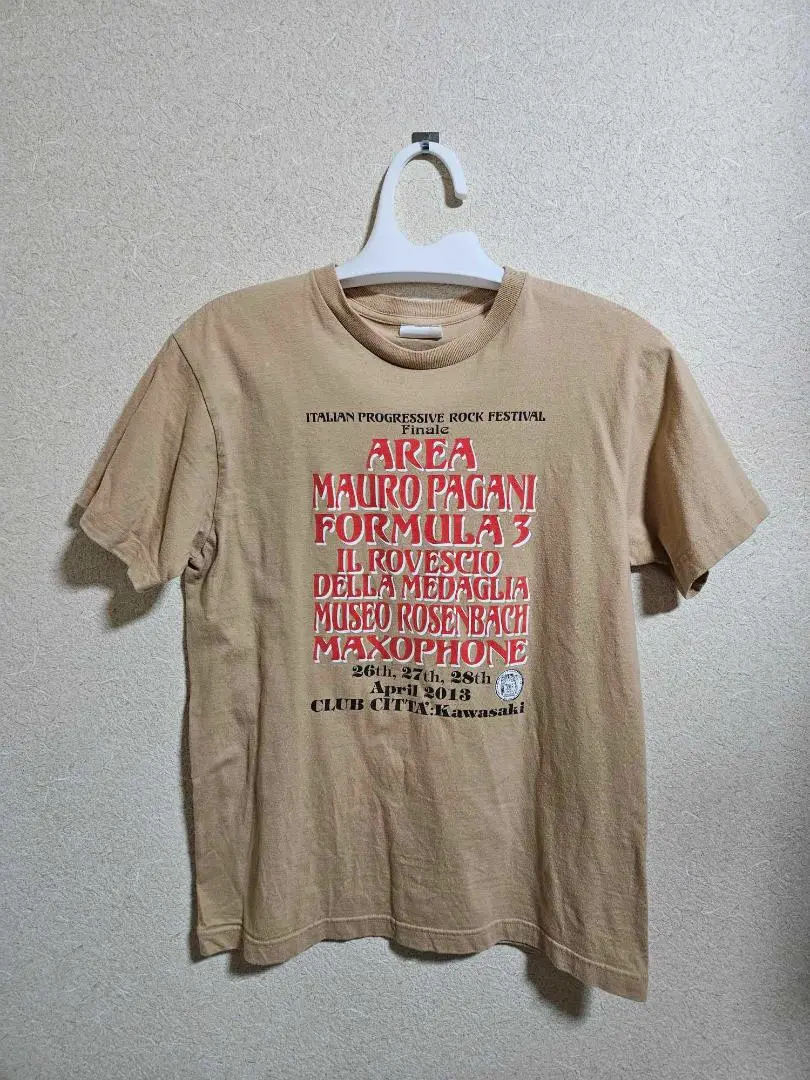 ITALIAN PROGRESSIVE ROCK FESTIVAL
Finale
AREA
MAURO PAGANI
FORMULA 3
IL ROVESCIO
DELLA MEDAGLIA
MUSEO ROSENBACH
MAXOPHONE
26th, 27th, 28th
April 2013
CLUB CITTA':Kawasaki